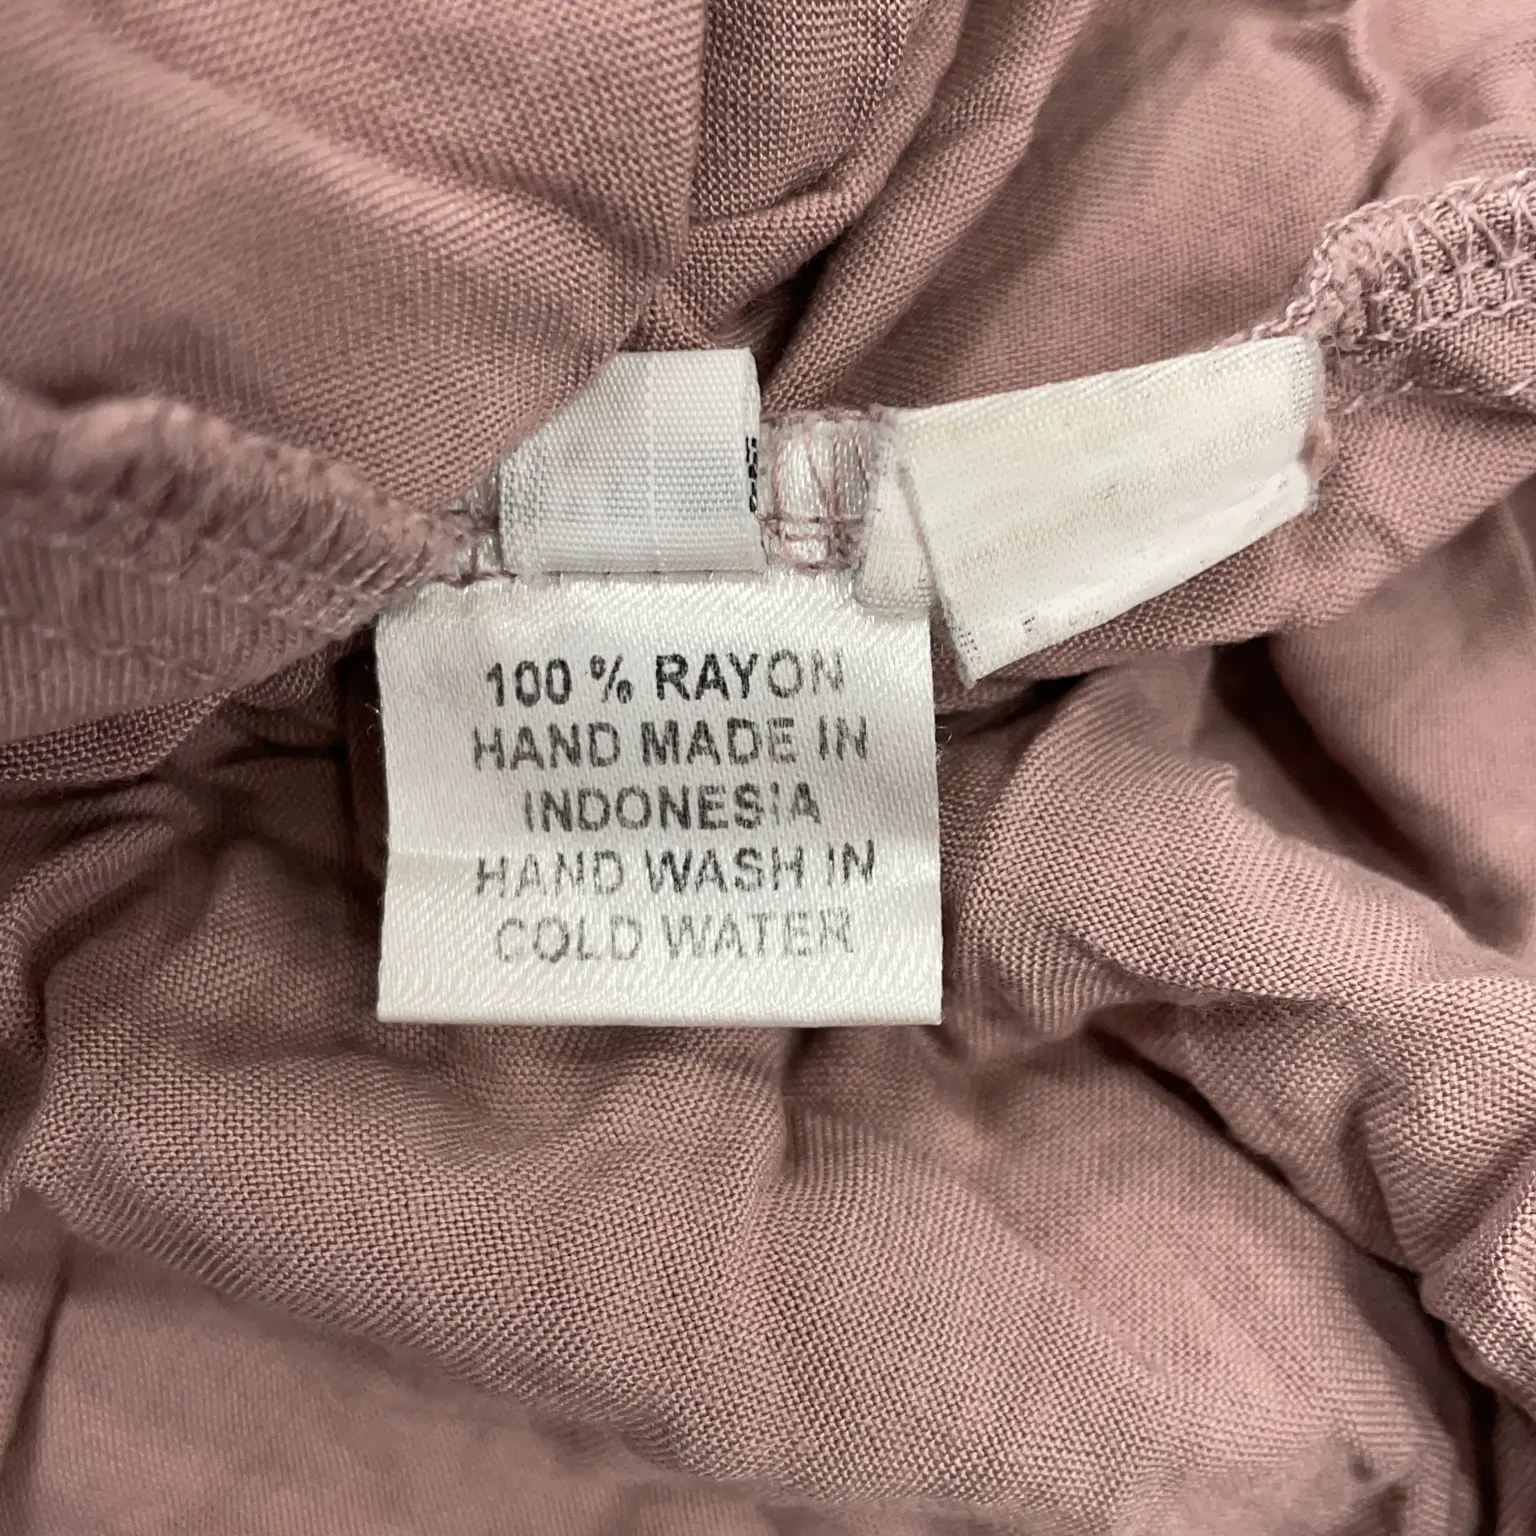 100 % RAYON
HAND MADE IN
INDONESIA
HAND WASH IN
COLD WATER